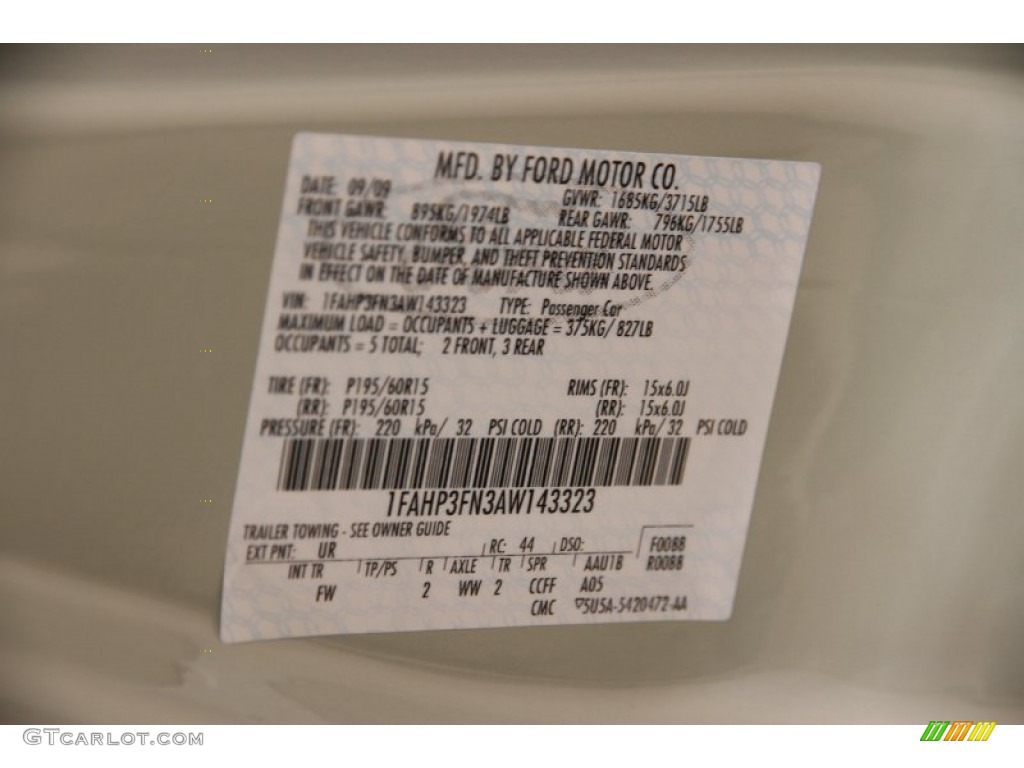 MFD. BY FORD MOTOR CO.
DATE: 09/09 GVWR: 1685KG/3715LB
FRONT GAWR: 895KG/1974LB REAR GAWR: 796KG/1755LB
THIS VEHICLE CONFORMS TO ALL APPLICABLE FEDERAL MOTOR
VEHICLE SAFETY, BUMPER, AND THEFT PREVENTION STANDARDS
IN EFFECT ON THE DATE OF MANUFACTURE SHOWN ABOVE.
VIN: 1FAHP3FN3AW143323 TYPE: Passenger Car
MAXIMUM LOAD = OCCUPANTS + LUGGAGE = 375KG/ 827LB
OCCUPANTS = 5 TOTAL; 2 FRONT, 3 REAR
TIRE (FR): P195/60R15 RIMS (FR): 15x6.0J
(RR): P195/60R15 (RR): 15x6.0J
PRESSURE (FR): 220 kPa/ 32 PSI COLD (RR): 220 kPa/ 32 PSI COLD
1FAHP3FN3AW143323
TRAILER TOWING - SEE OWNER GUIDE
EXT PNT: UR RC: 44 DSO: F0088
INT TR TP/PS R AXLE TR SPR AAU1B R0088
FW 2 WW 2 CCFF A05
CMC 5U5A-5420472-AA
GTCARLOT.COM